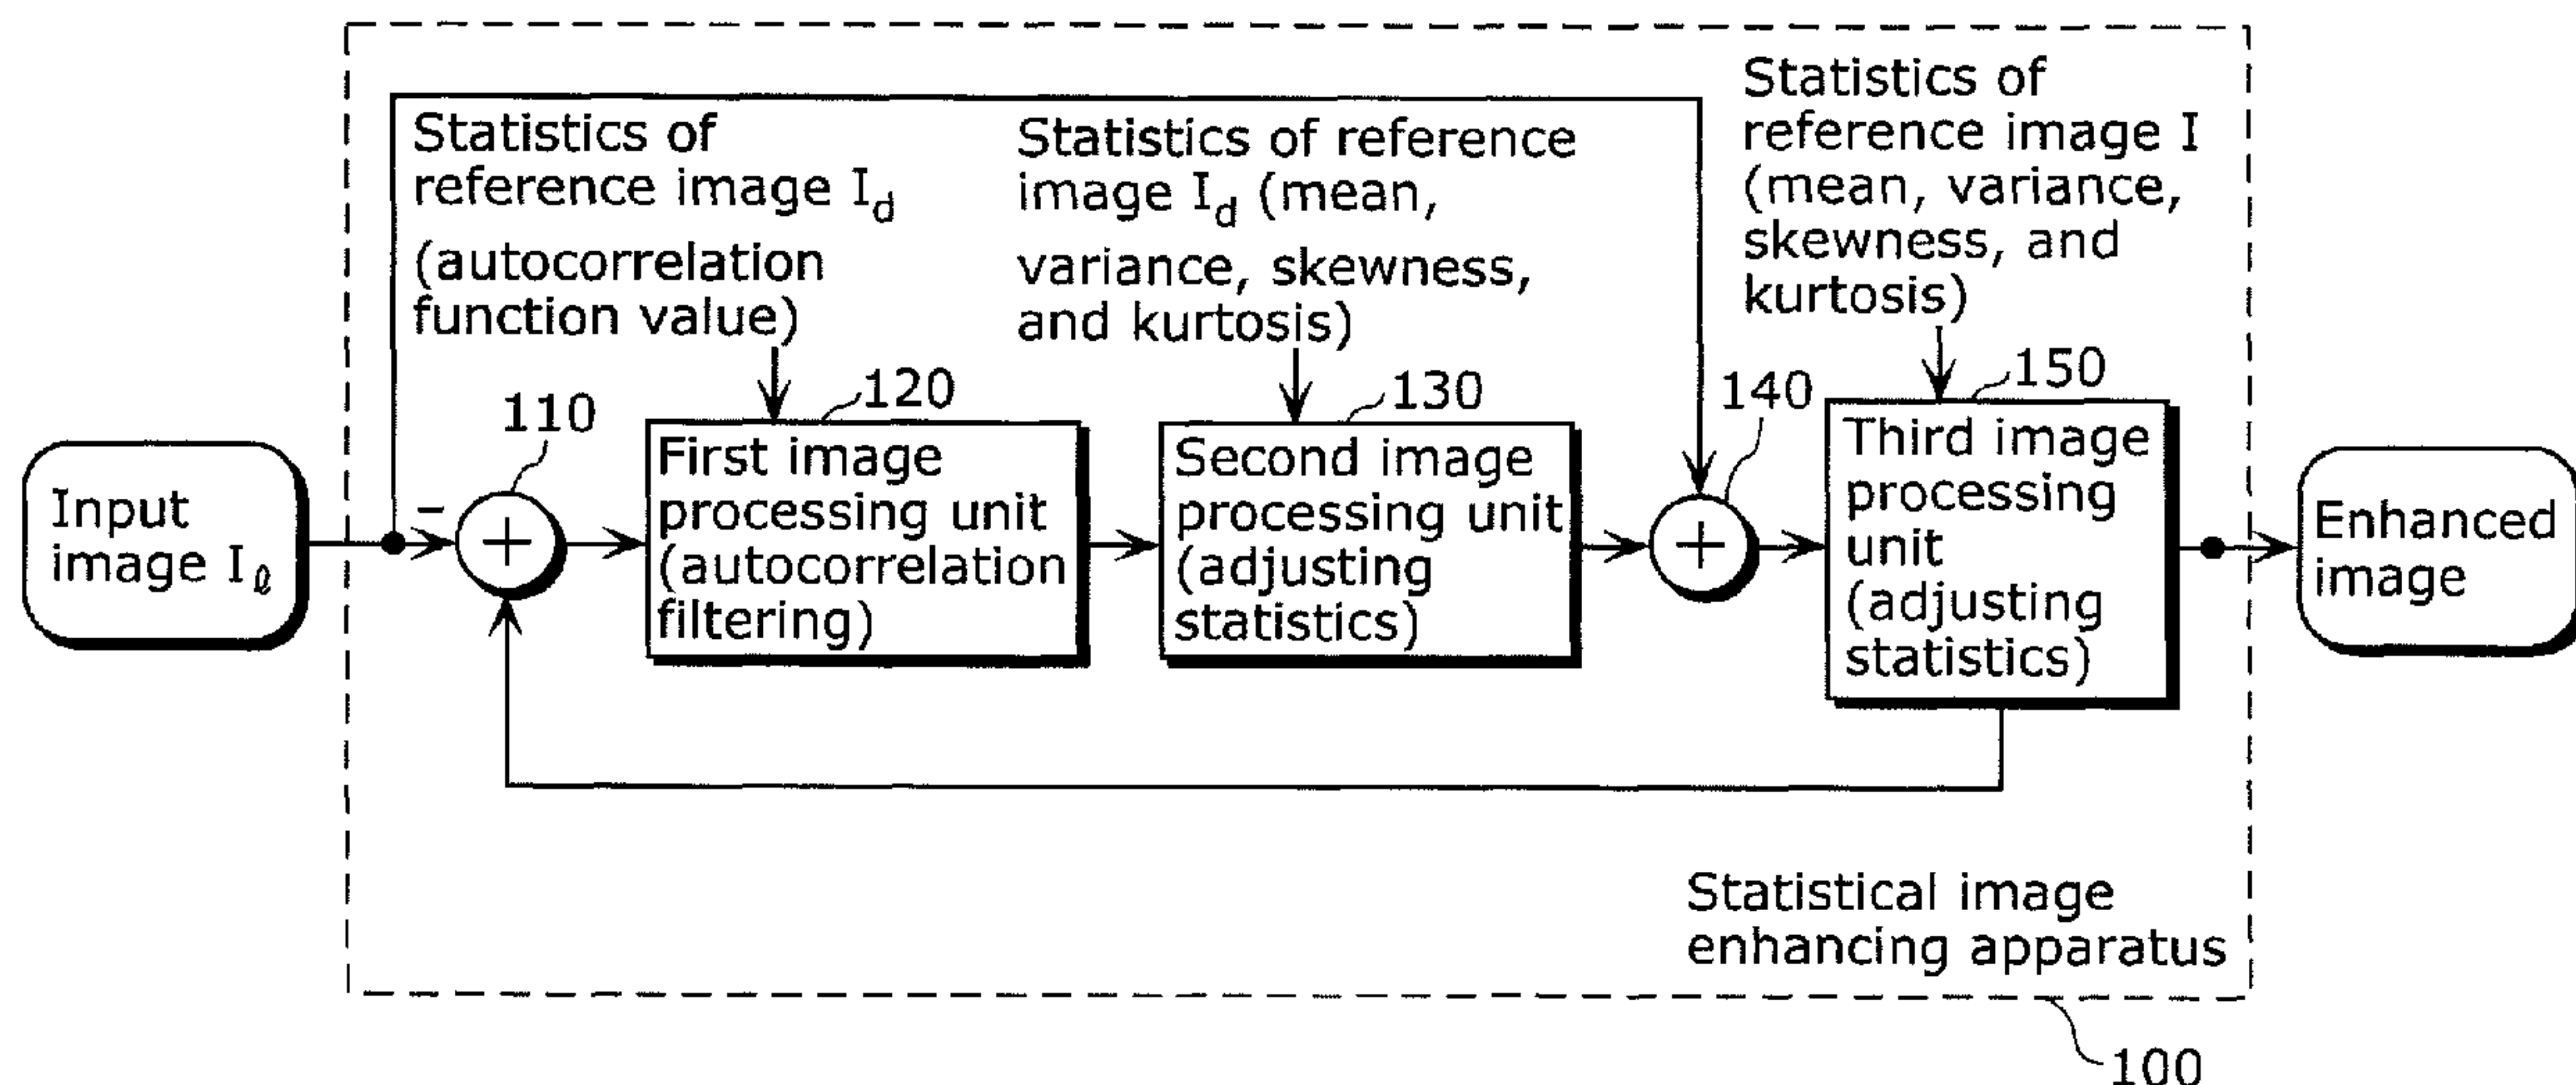 Input
image Iℓ
Statistics of
reference image Id
(autocorrelation
function value)
Statistics of reference
image Id (mean,
variance, skewness,
and kurtosis)
Statistics of
reference image I
(mean, variance,
skewness, and
kurtosis)
110
120
130
140
150
−
+
First image
processing unit
(autocorrelation
filtering)
Second image
processing unit
(adjusting
statistics)
+
Third image
processing
unit
(adjusting
statistics)
Enhanced
image
Statistical image
enhancing apparatus
100